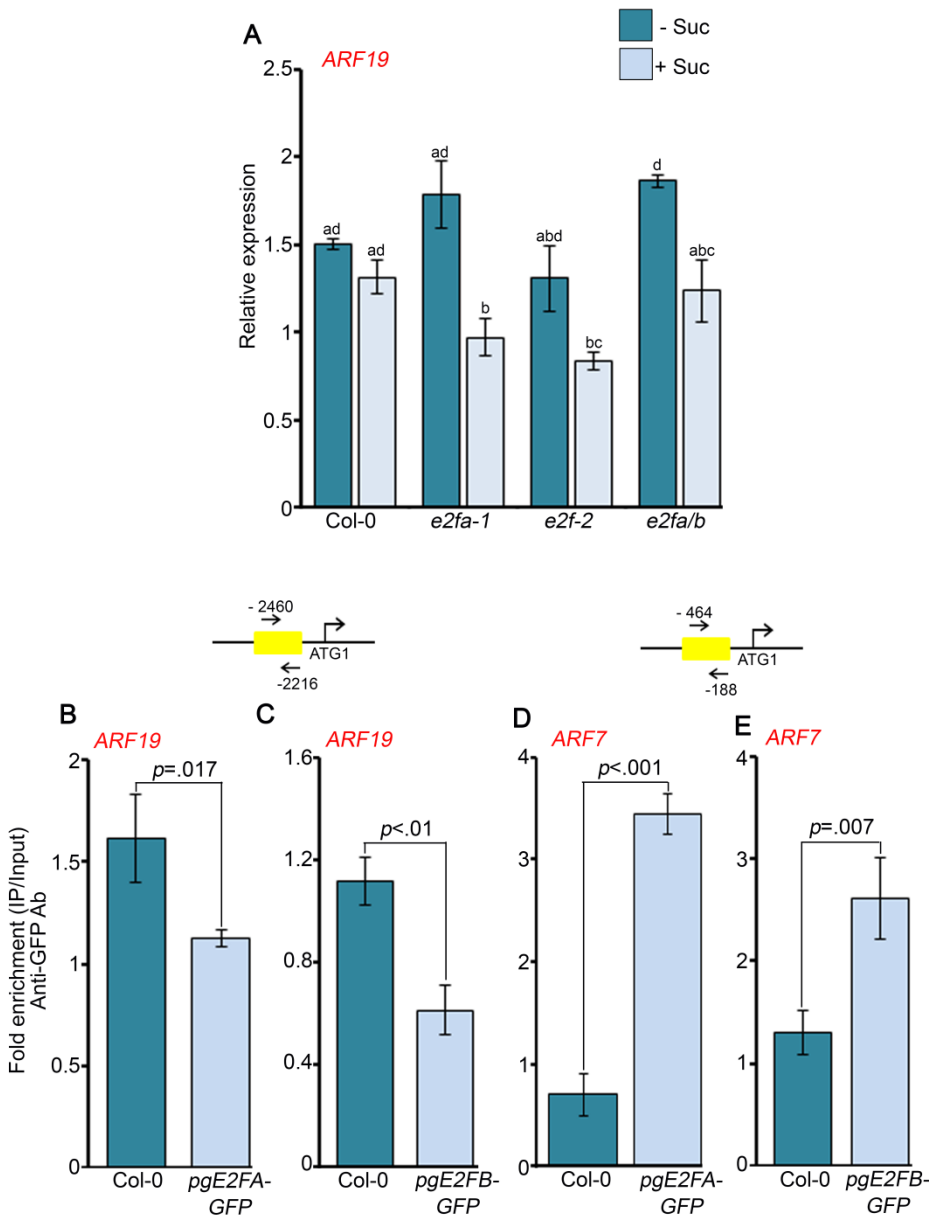 A
ARF19
- Suc
+ Suc
2.5
2
1.5
1
0.5
0
Relative expression
ad
ad
ad
b
abd
bc
d
abc
Col-0
e2fa-1
e2f-2
e2fa/b
- 2460
ATG1
-2216
- 464
ATG1
-188
B
ARF19
Fold enrichment (IP/Input)
Anti-GFP Ab
2
1.5
1
0.5
0
p=.017
Col-0
pgE2FA-
GFP
C
ARF19
1.6
1.2
0.8
0.4
0
p<.01
Col-0
pgE2FB-
GFP
D
ARF7
4
3
2
1
0
p<.001
Col-0
pgE2FA-
GFP
E
ARF7
4
3
2
1
0
p=.007
Col-0
pgE2FB-
GFP